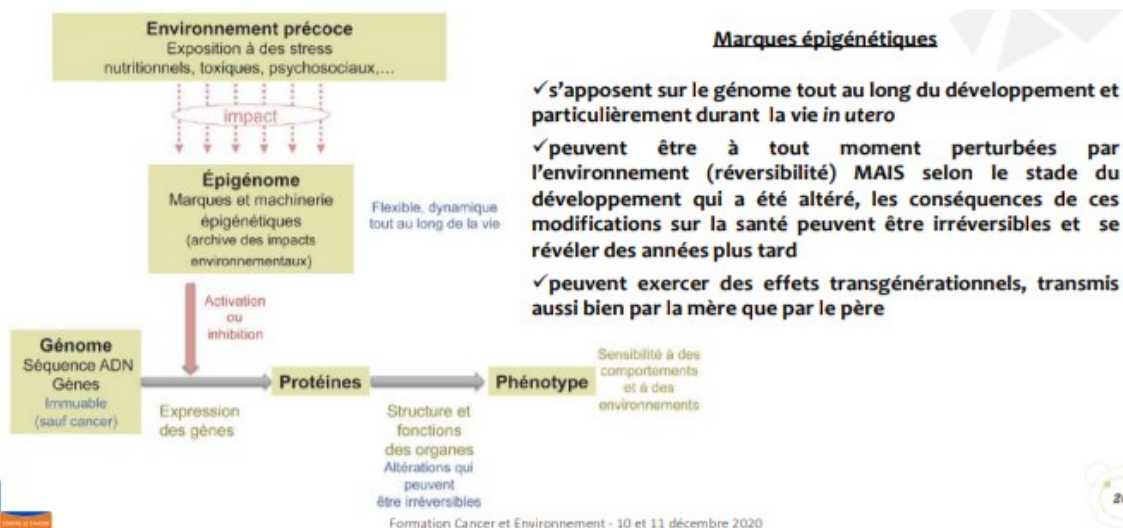 Environnement précoce
Exposition à des stress
nutritionnels, toxiques, psychosociaux,...
impact
Épigénome
Marques et machinerie
épigénétiques
(archive des impacts
environnementaux)
Flexible, dynamique
tout au long de la vie
Activation
ou
inhibition
Génome
Séquence ADN
Gènes
Immuable
(sauf cancer)
Expression
des gènes
Protéines
Structure et
fonctions
des organes
Altérations qui
peuvent
être irréversibles
Phénotype
Sensibilité à des
comportements
et à des
environnements
Marques épigénétiques
✓s'apposent sur le génome tout au long du développement et
particulièrement durant la vie in utero
✓peuvent être à tout moment perturbées par
l'environnement (réversibilité) MAIS selon le stade du
développement qui a été altéré, les conséquences de ces
modifications sur la santé peuvent être irréversibles et se
révéler des années plus tard
✓peuvent exercer des effets transgénérationnels, transmis
aussi bien par la mère que par le père
Formation Cancer et Environnement - 10 et 11 décembre 2020